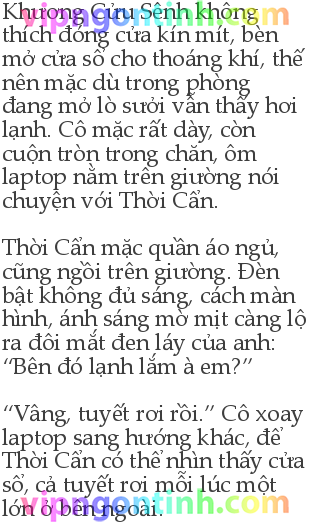 Khương Cửu Sênh không
thích đóng cửa kín mít, bèn
mở cửa sổ cho thoáng khí, thế
nên mặc dù trong phòng
đang mở lò sưởi vẫn thấy hơi
lạnh. Cô mặc rất dày, còn
cuộn tròn trong chăn, ôm
laptop nằm trên giường nói
chuyện với Thời Cẩn.
Thời Cẩn mặc quần áo ngủ,
cũng ngồi trên giường. Đèn
bật không đủ sáng, cách màn
hình, ánh sáng mờ mịt càng lộ
ra đôi mắt đen láy của anh:
“Bên đó lạnh lắm à em?”
“Vâng, tuyết rơi rồi.” Cô xoay
laptop sang hướng khác, để
Thời Cẩn có thể nhìn thấy cửa
sổ, cả tuyết rơi mỗi lúc một
lớn ở bên ngoài.
vipngontinh.com
vipngontinh.com
vipngontinh.com
vipngontinh.com